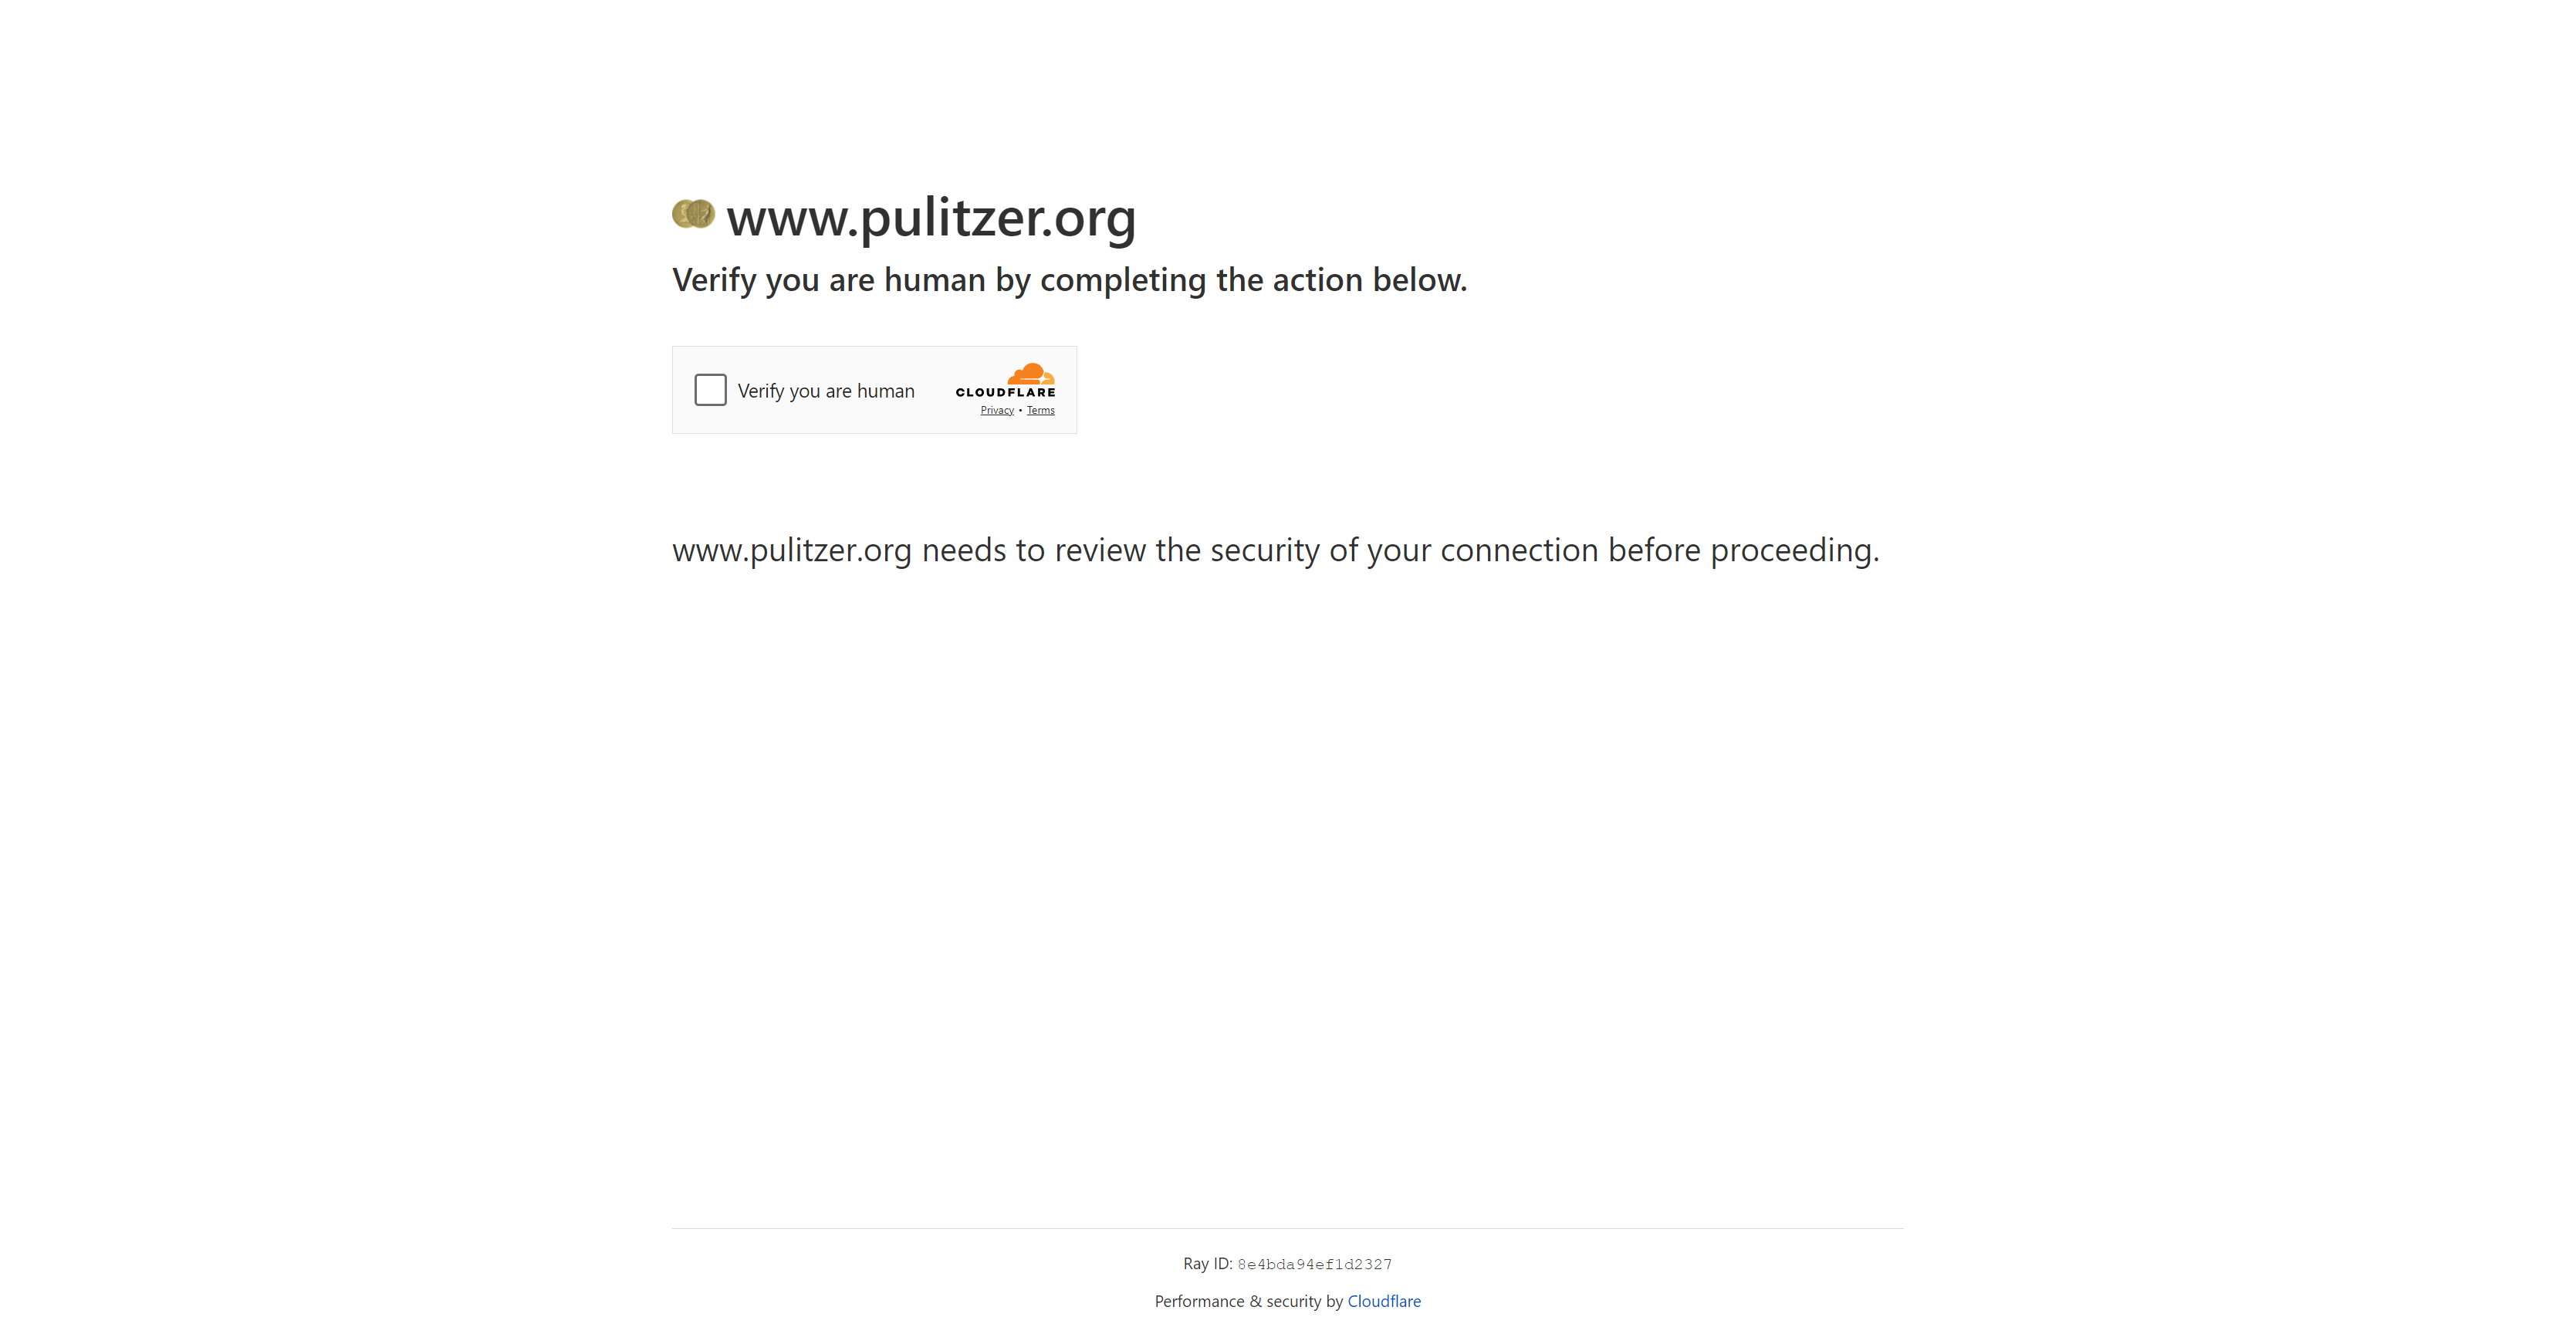 www.pulitzer.org
Verify you are human by completing the action below.
Verify you are human
CLOUDFLARE
Privacy • Terms
www.pulitzer.org needs to review the security of your connection before proceeding.
Ray ID: 8e4bda94ef1d2327
Performance & security by Cloudflare